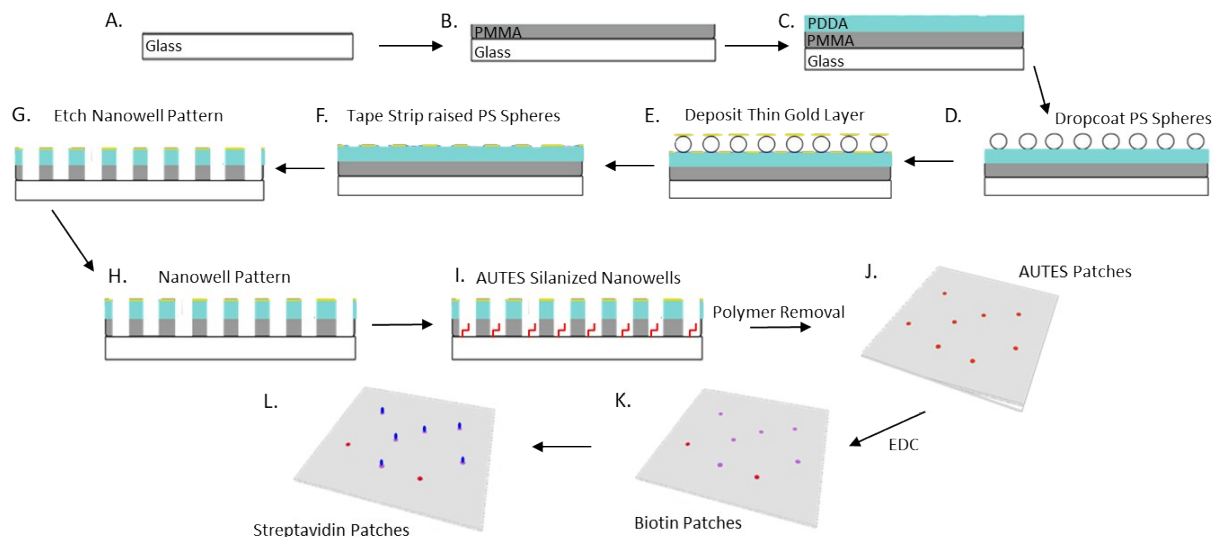 A.
Glass
B.
PMMA
Glass
C.
PDDA
PMMA
Glass
G.
Etch Nanowell Pattern
F.
Tape Strip raised PS Spheres
E.
Deposit Thin Gold Layer
D.
Dropcoat PS Spheres
H.
Nanowell Pattern
I.
AUTES Silanized Nanowells
Polymer Removal
J.
AUTES Patches
L.
Streptavidin Patches
K.
Biotin Patches
EDC